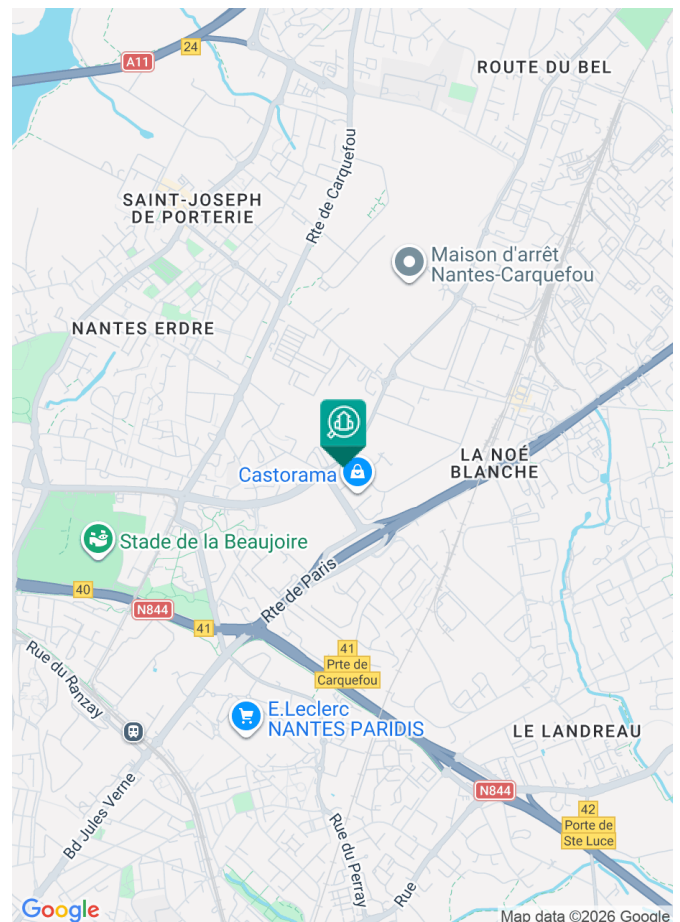 24
A11
ROUTE DU BEL
Rte de Carquefou
SAINT-JOSEPH
DE PORTERIE
Maison d'arrêt
Nantes-Carquefou
NANTES ERDRE
LA NOÉ
BLANCHE
Castorama
Stade de la Beaujoire
40
N844
41
Rte de Paris
41
Prte de
Carquefou
Rue du Ranzay
E.Leclerc
NANTES PARIDIS
LE LANDREAU
N844
42
Porte de
Ste Luce
Bd Jules Verne
Rue du Perray
Rue
Google
Map data ©2026 Google